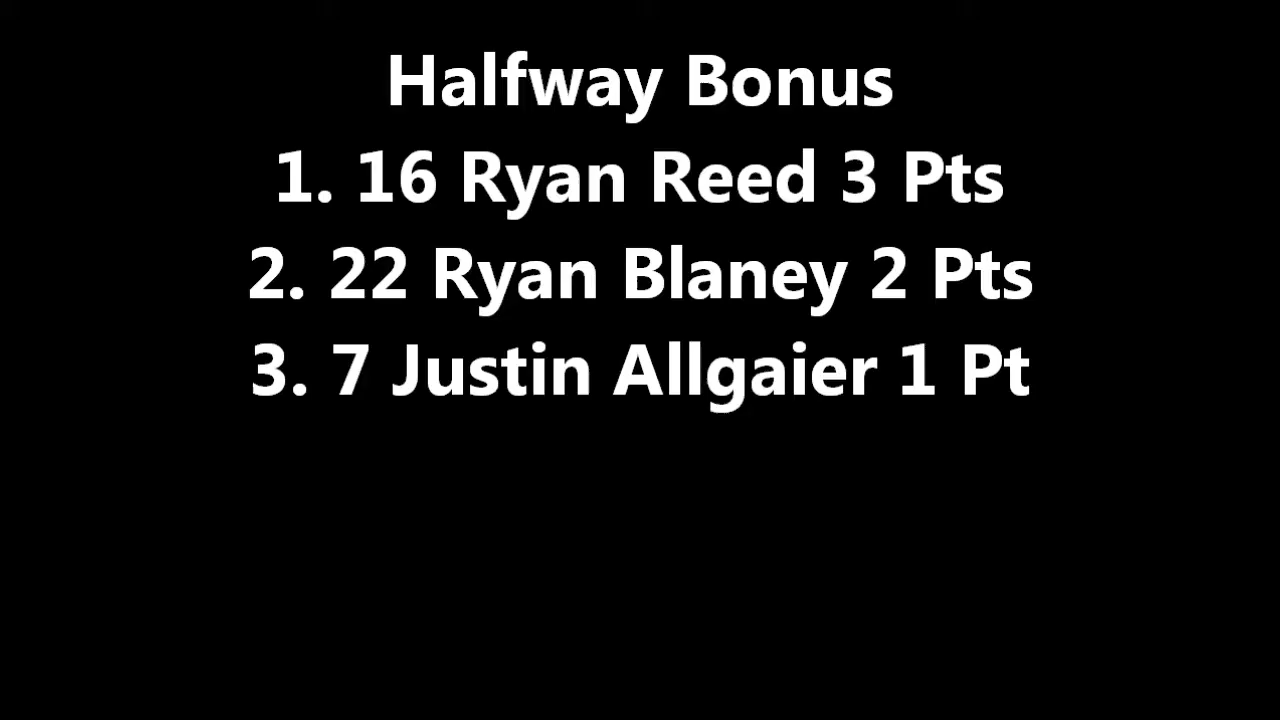 Halfway Bonus
1. 16 Ryan Reed 3 Pts
2. 22 Ryan Blaney 2 Pts
3. 7 Justin Allgaier 1 Pt